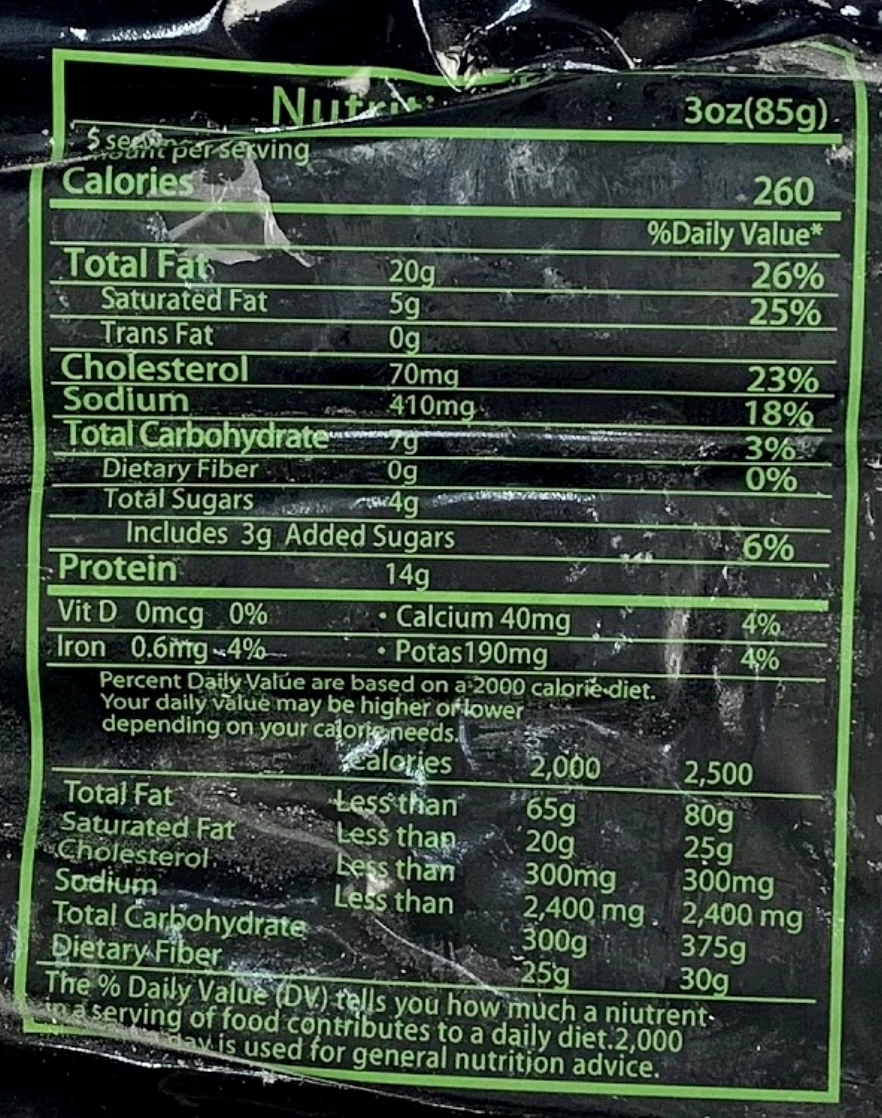 3oz(85g)
per serving
Calories 260
%Daily Value*
Total Fat 20g 26%
Saturated Fat 5g 25%
Trans Fat 0g
Cholesterol 70mg 23%
Sodium 410mg 18%
Total Carbohydrate 7g 3%
Dietary Fiber 0g 0%
Total Sugars 4g
Includes 3g Added Sugars 6%
Protein 14g
Vit D 0mcg 0% • Calcium 40mg 4%
Iron 0.6mg 4% • Potas190mg 4%
Percent Daily Value are based on a 2000 calorie diet.
Your daily value may be higher or lower
depending on your calorie needs.
Calories 2,000 2,500
Total Fat Less than 65g 80g
Saturated Fat Less than 20g 25g
Cholesterol Less than 300mg 300mg
Sodium Less than 2,400 mg 2,400 mg
Total Carbohydrate 300g 375g
Dietary Fiber 25g 30g
The % Daily Value (DV) tells you how much a niutrent
in a serving of food contributes to a daily diet.2,000
day is used for general nutrition advice.